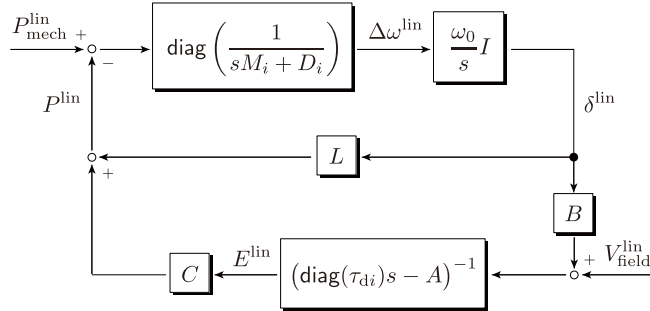 P_mech^lin + −
diag ( 1 / (sM_i + D_i) )
Δω^lin
ω_0 / s I
P^lin
δ^lin
L
+
B
E^lin
+ V_field^lin
C
(diag(τ_di)s − A)^−1